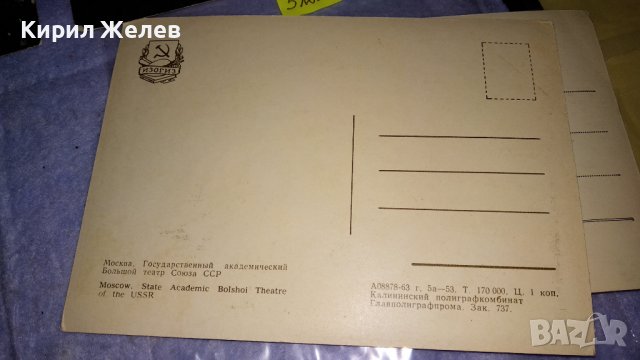 Кирил Желев
ИЗОГИЗ
Москва. Государственный академический
Большой театр Союза ССР
Moscow. State Academic Bolshoi Theatre
of the USSR
А08878-63 г. 5а—53. Т. 170 000. Ц. 1 коп.
Калининский полиграфкомбинат
Главполиграфпрома. Зак. 737.
BAZAR